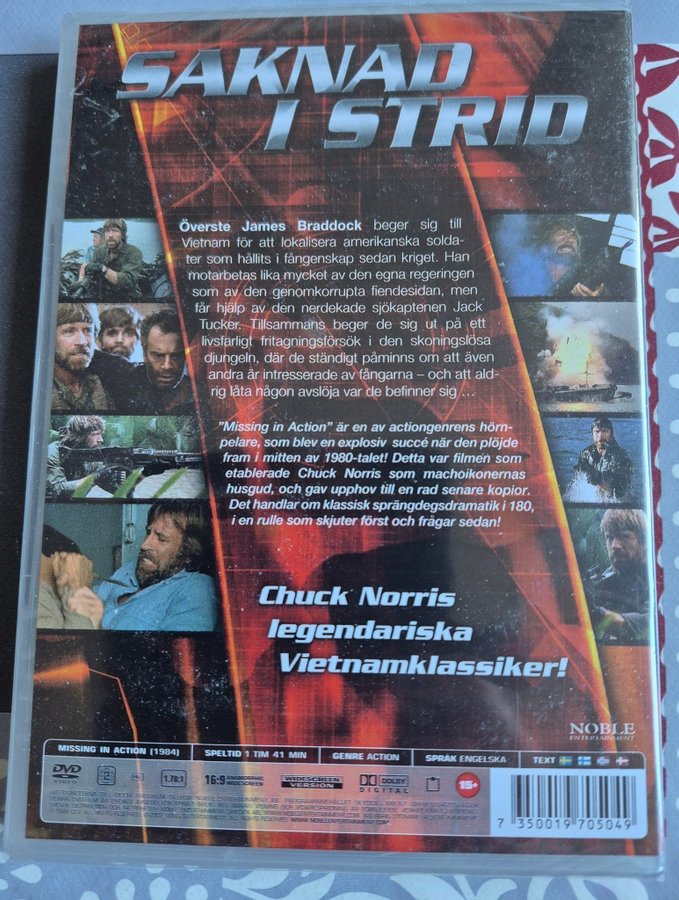 SAKNAD
I STRID
Överste James Braddock beger sig till
Vietnam för att lokalisera amerikanska solda-
ter som hållits i fångenskap sedan kriget. Han
motarbetas lika mycket av den egna regeringen
som av den genomkorrupta fiendesidan, men
får hjälp av den nerdekade sjökaptenen Jack
Tucker. Tillsammans beger de sig ut på ett
livsfarligt fritagningsförsök i den skoningslösa
djungeln, där de ständigt påminns om att även
andra är intresserade av fångarna – och att ald-
rig låta någon avslöja var de befinner sig ...
"Missing in Action" är en av actiongenrens hörn-
pelare, som blev en explosiv succé när den plöjde
fram i mitten av 1980-talet! Detta var filmen som
etablerade Chuck Norris som machoikonernas
husgud, och gav upphov till en rad senare kopior.
Det handlar om klassisk sprängdegsdramatik i 180,
i en rulle som skjuter först och frågar sedan!
Chuck Norris
legendariska
Vietnamklassiker!
NOBLE
ENTERTAINMENT
MISSING IN ACTION (1984) SPELTID 1 TIM 41 MIN GENRE ACTION SPRÅK ENGELSKA TEXT
DVD VIDEO 2 1.78:1 16:9 ANAMORPHIC WIDESCREEN WIDESCREEN VERSION DOLBY DIGITAL 15+
WWW.NOBLEENTERTAINMENT.COM
7 350019 705049